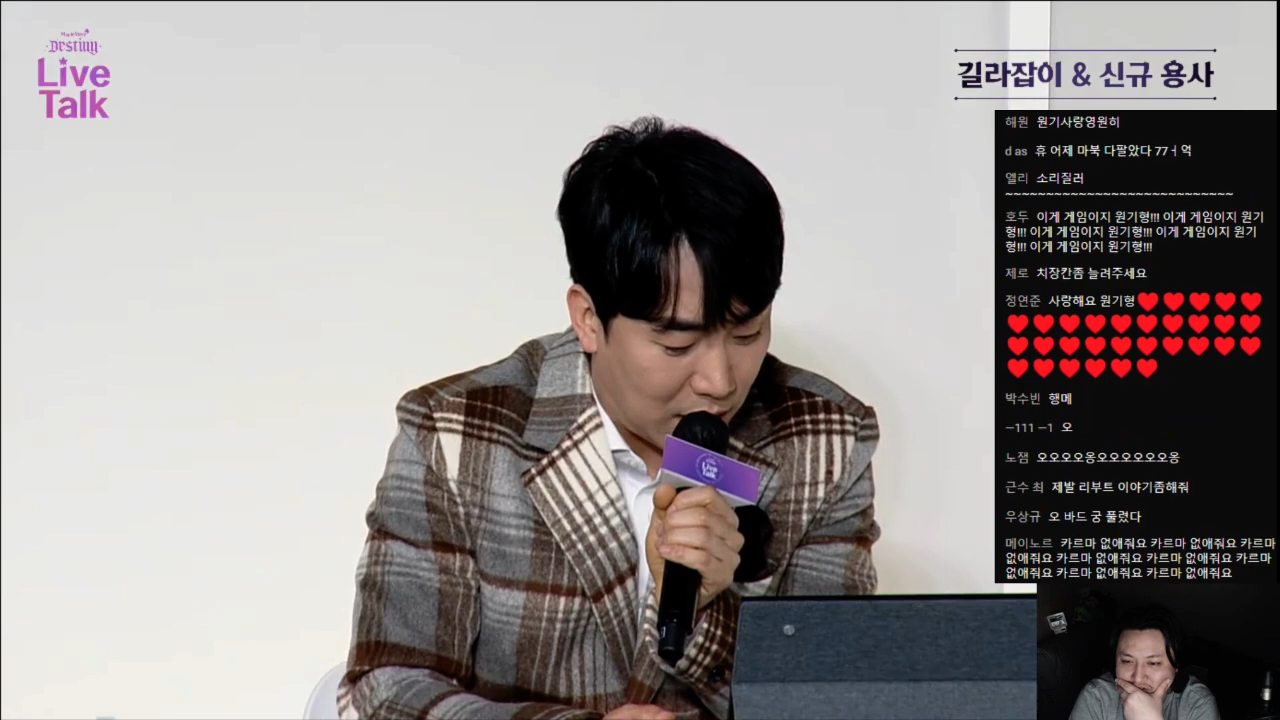 MapleStory
DESTINY
Live
Talk
길라잡이 & 신규 용사
해원 원기사랑영원히
d as 휴 어제 마북 다팔았다 77ㅓ억
엘리 소리질러
~~~~~~~~~~~~~~~~~~~~~~~~~~
호두 이게 게임이지 원기형!!! 이게 게임이지 원기
형!!! 이게 게임이지 원기형!!! 이게 게임이지 원기
형!!! 이게 게임이지 원기형!!!
제로 치장칸좀 늘려주세요
정연준 사랑해요 원기형❤❤❤❤❤
❤❤❤❤❤❤❤❤❤❤
❤❤❤❤❤❤❤❤❤❤
❤❤❤❤❤❤
박수빈 행메
–111 –1 오
노잼 오오오오옹오오오오오오옹
근수 최 제발 리부트 이야기좀해줘
우상규 오 바드 궁 풀렸다
메이노르 카르마 없애줘요 카르마 없애줘요 카르마
없애줘요 카르마 없애줘요 카르마 없애줘요 카르마
없애줘요 카르마 없애줘요 카르마 없애줘요
Live
Talk